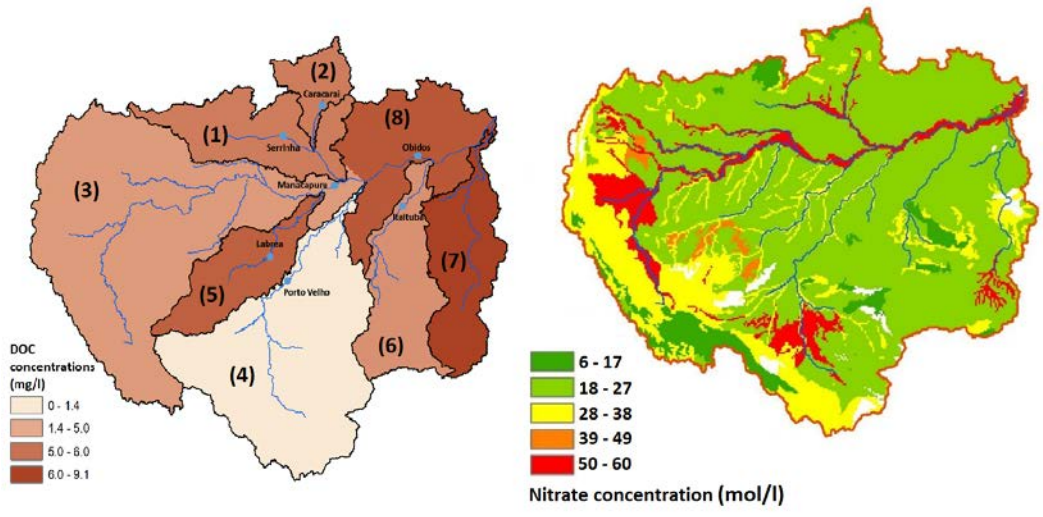 (2)
Caracarai
(1)
(8)
Serrinha
Obidos
(3)
Manacapuru
Itaituba
Labrea
(7)
(5)
Porto Velho
(4)
(6)
DOC
concentrations
(mg/l)
0 - 1.4
1.4 - 5.0
5.0 - 6.0
6.0 - 9.1
6 - 17
18 - 27
28 - 38
39 - 49
50 - 60
Nitrate concentration (mol/l)